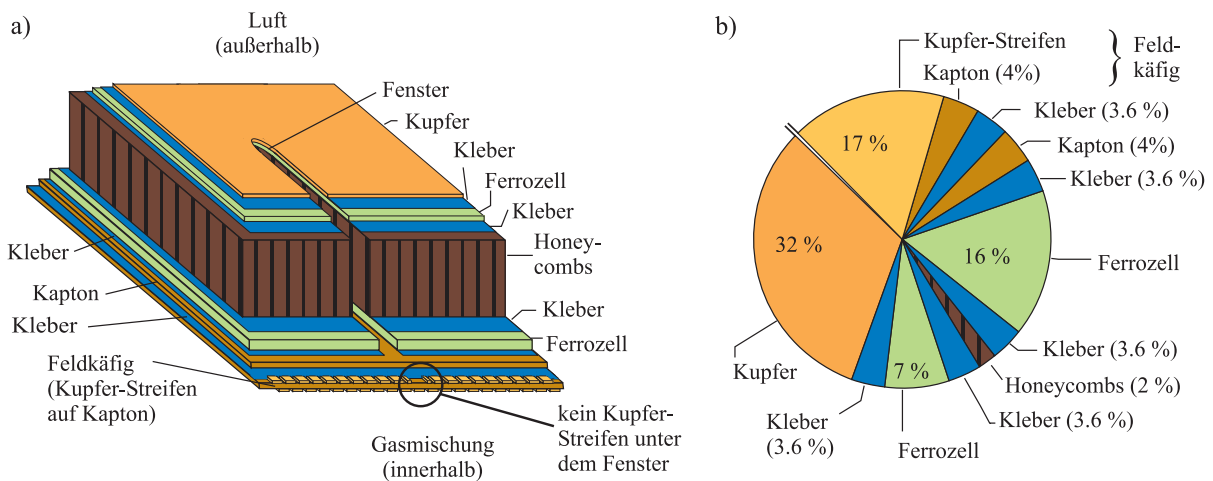 a)
Luft
(außerhalb)
Fenster
Kupfer
Kleber
Ferrozell
Kleber
Honey-
combs
Kleber
Kapton
Kleber
Kleber
Ferrozell
Feldkäfig
(Kupfer-Streifen
auf Kapton)
Gasmischung
(innerhalb)
kein Kupfer-
Streifen unter
dem Fenster
b)
Kupfer-Streifen
Kapton (4%)
} Feld-
käfig
Kleber (3.6 %)
Kapton (4%)
Kleber (3.6 %)
17 %
32 %
16 %
Ferrozell
7 %
Kleber (3.6 %)
Honeycombs (2 %)
Kleber (3.6 %)
Kupfer
Kleber
(3.6 %)
Ferrozell